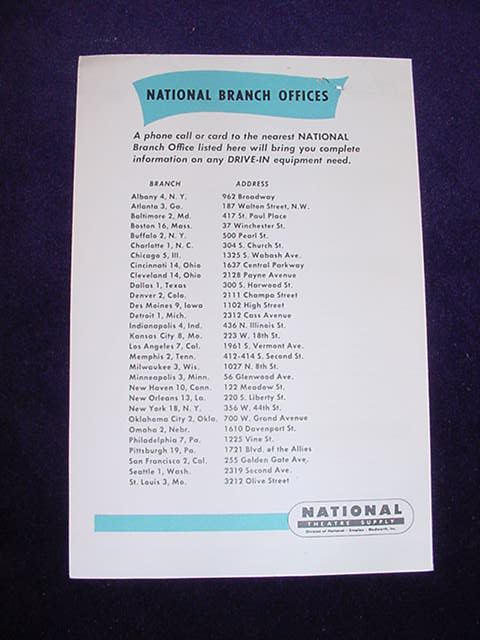 NATIONAL BRANCH OFFICES
A phone call or card to the nearest NATIONAL
Branch Office listed here will bring you complete
information on any DRIVE-IN equipment need.
BRANCH ADDRESS
Albany 4, N. Y. 962 Broadway
Atlanta 3, Ga. 187 Walton Street, N.W.
Baltimore 2, Md. 417 St. Paul Place
Boston 16, Mass. 37 Winchester St.
Buffalo 2, N. Y. 500 Pearl St.
Charlotte 1, N. C. 304 S. Church St.
Chicago 5, Ill. 1325 S. Wabash Ave.
Cincinnati 14, Ohio 1637 Central Parkway
Cleveland 14, Ohio 2128 Payne Avenue
Dallas 1, Texas 300 S. Harwood St.
Denver 2, Colo. 2111 Champa Street
Des Moines 9, Iowa 1102 High Street
Detroit 1, Mich. 2312 Cass Avenue
Indianapolis 4, Ind. 436 N. Illinois St.
Kansas City 8, Mo. 223 W. 18th St.
Los Angeles 7, Cal. 1961 S. Vermont Ave.
Memphis 2, Tenn. 412-414 S. Second St.
Milwaukee 3, Wis. 1027 N. 8th St.
Minneapolis 3, Minn. 56 Glenwood Ave.
New Haven 10, Conn. 122 Meadow St.
New Orleans 13, La. 220 S. Liberty St.
New York 18, N. Y. 356 W. 44th St.
Oklahoma City 2, Okla. 700 W. Grand Avenue
Omaha 2, Nebr. 1610 Davenport St.
Philadelphia 7, Pa. 1225 Vine St.
Pittsburgh 19, Pa. 1721 Blvd. of the Allies
San Francisco 2, Cal. 255 Golden Gate Ave.
Seattle 1, Wash. 2319 Second Ave.
St. Louis 3, Mo. 3212 Olive Street
NATIONAL
THEATRE SUPPLY
Division of National • Simplex • Bludworth, Inc.